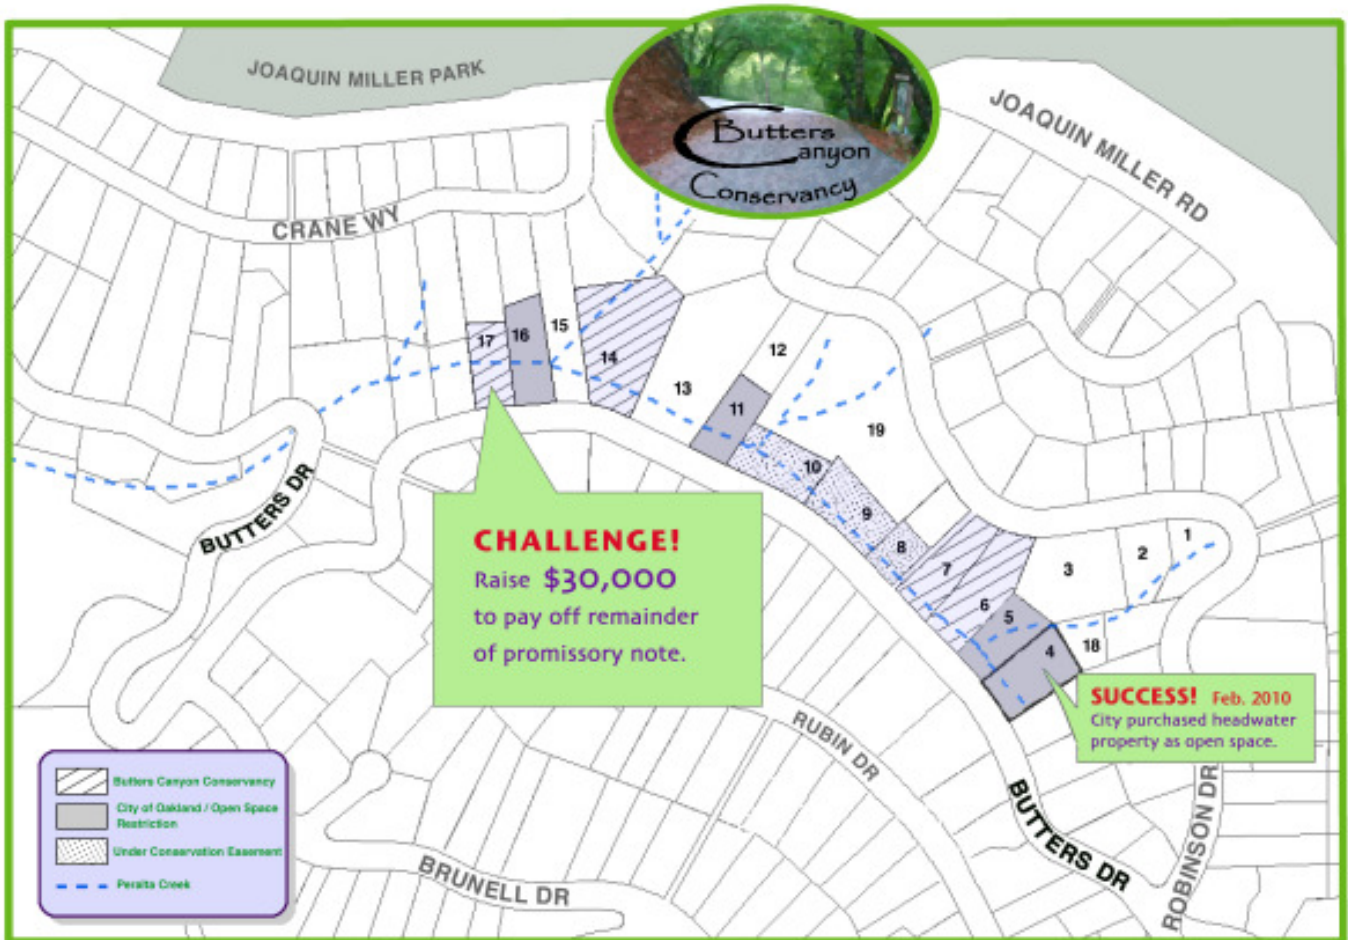 JOAQUIN MILLER PARK
Butters
Canyon
Conservancy
JOAQUIN MILLER RD
CRANE WY
17
16
15
14
13
12
11
19
10
9
8
7
6
5
4
3
2
1
18
BUTTERS DR
CHALLENGE!
Raise $30,000
to pay off remainder
of promissory note.
SUCCESS! Feb. 2010
City purchased headwater
property as open space.
RUBIN DR
BUTTERS DR
ROBINSON DR
BRUNELL DR
Butters Canyon Conservancy
City of Oakland / Open Space
Restriction
Under Conservation Easement
Peralta Creek